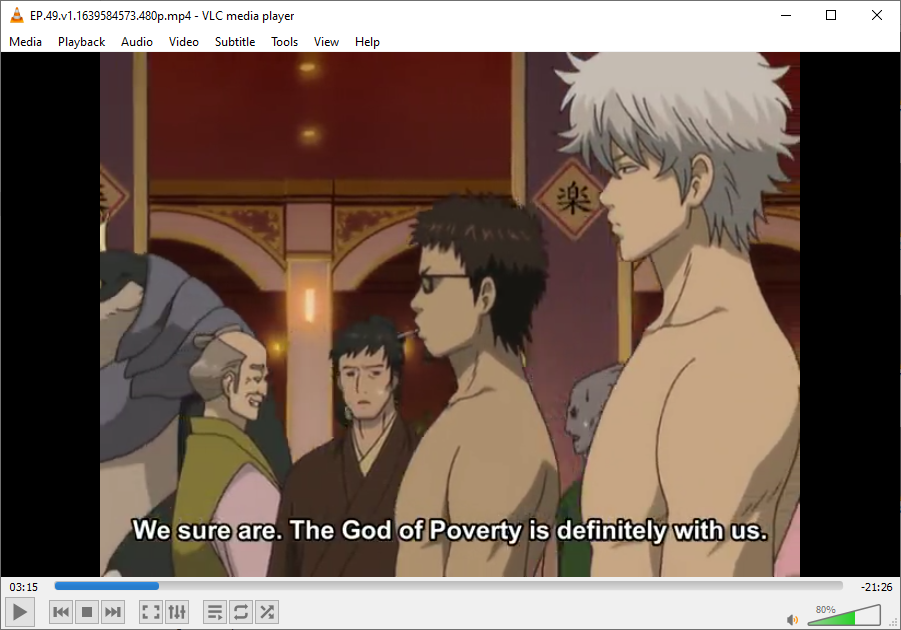 EP.49.v1.1639584573.480p.mp4 - VLC media player
Media Playback Audio Video Subtitle Tools View Help
楽
We sure are. The God of Poverty is definitely with us.
03:15
-21:26
80%